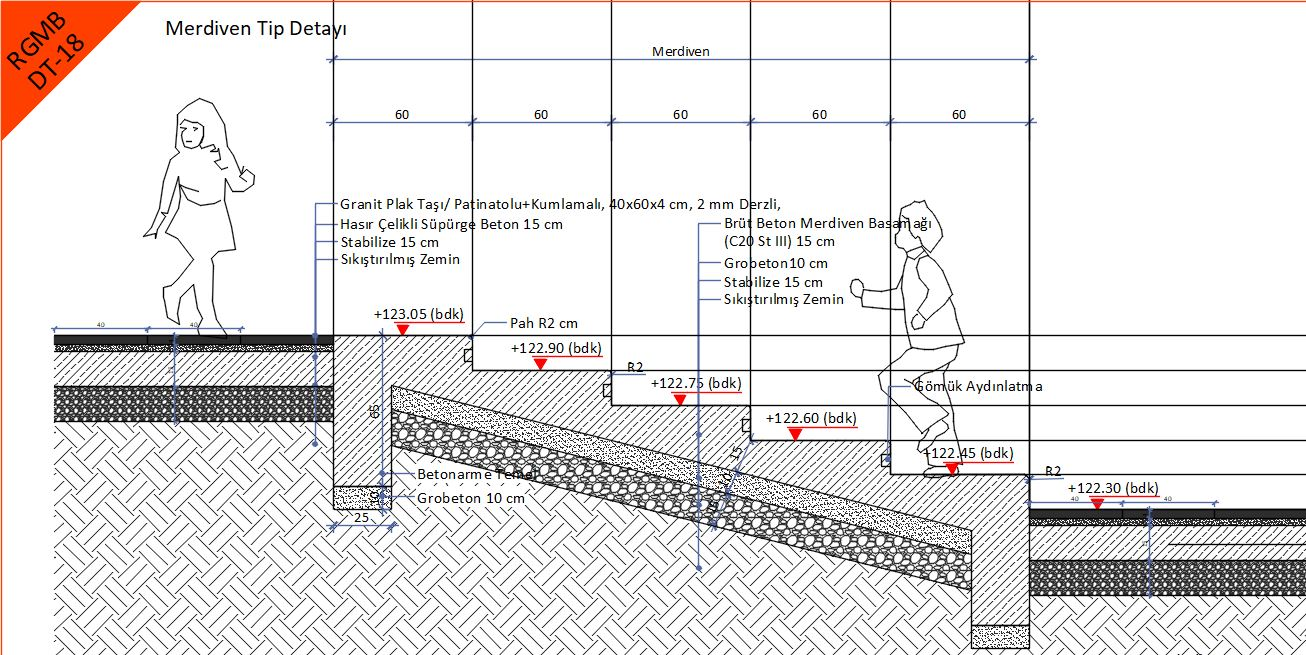 RGMB
DT-18
Merdiven Tip Detayı
Merdiven
60 60 60 60 60
Granit Plak Taşı/ Patinatolu+Kumlamalı, 40x60x4 cm, 2 mm Derzli,
Hasır Çelikli Süpürge Beton 15 cm
Stabilize 15 cm
Sıkıştırılmış Zemin
Brüt Beton Merdiven Basamağı
(C20 St III) 15 cm
Grobeton10 cm
Stabilize 15 cm
Sıkıştırılmış Zemin
+123.05 (bdk)
Pah R2 cm
40 40
+122.90 (bdk)
R2
+122.75 (bdk)
Gömük Aydınlatma
65
+122.60 (bdk)
15
+122.45 (bdk)
R2
Betonarme Temel
+122.30 (bdk)
Grobeton 10 cm
10
40 40
25